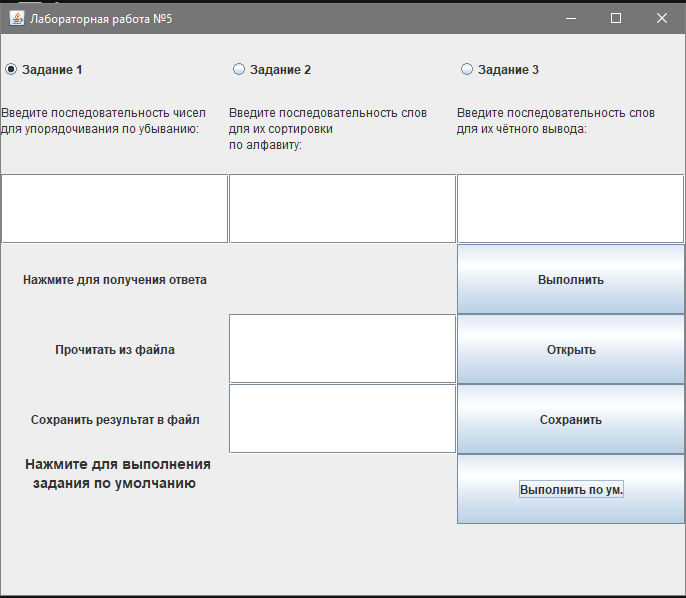 Лабораторная работа №5
Задание 1
Задание 2
Задание 3
Введите последовательность чисел
для упорядочивания по убыванию:
Введите последовательность слов
для их сортировки
по алфавиту:
Введите последовательность слов
для их чётного вывода:
Нажмите для получения ответа
Выполнить
Прочитать из файла
Открыть
Сохранить результат в файл
Сохранить
Нажмите для выполнения
задания по умолчанию
Выполнить по ум.